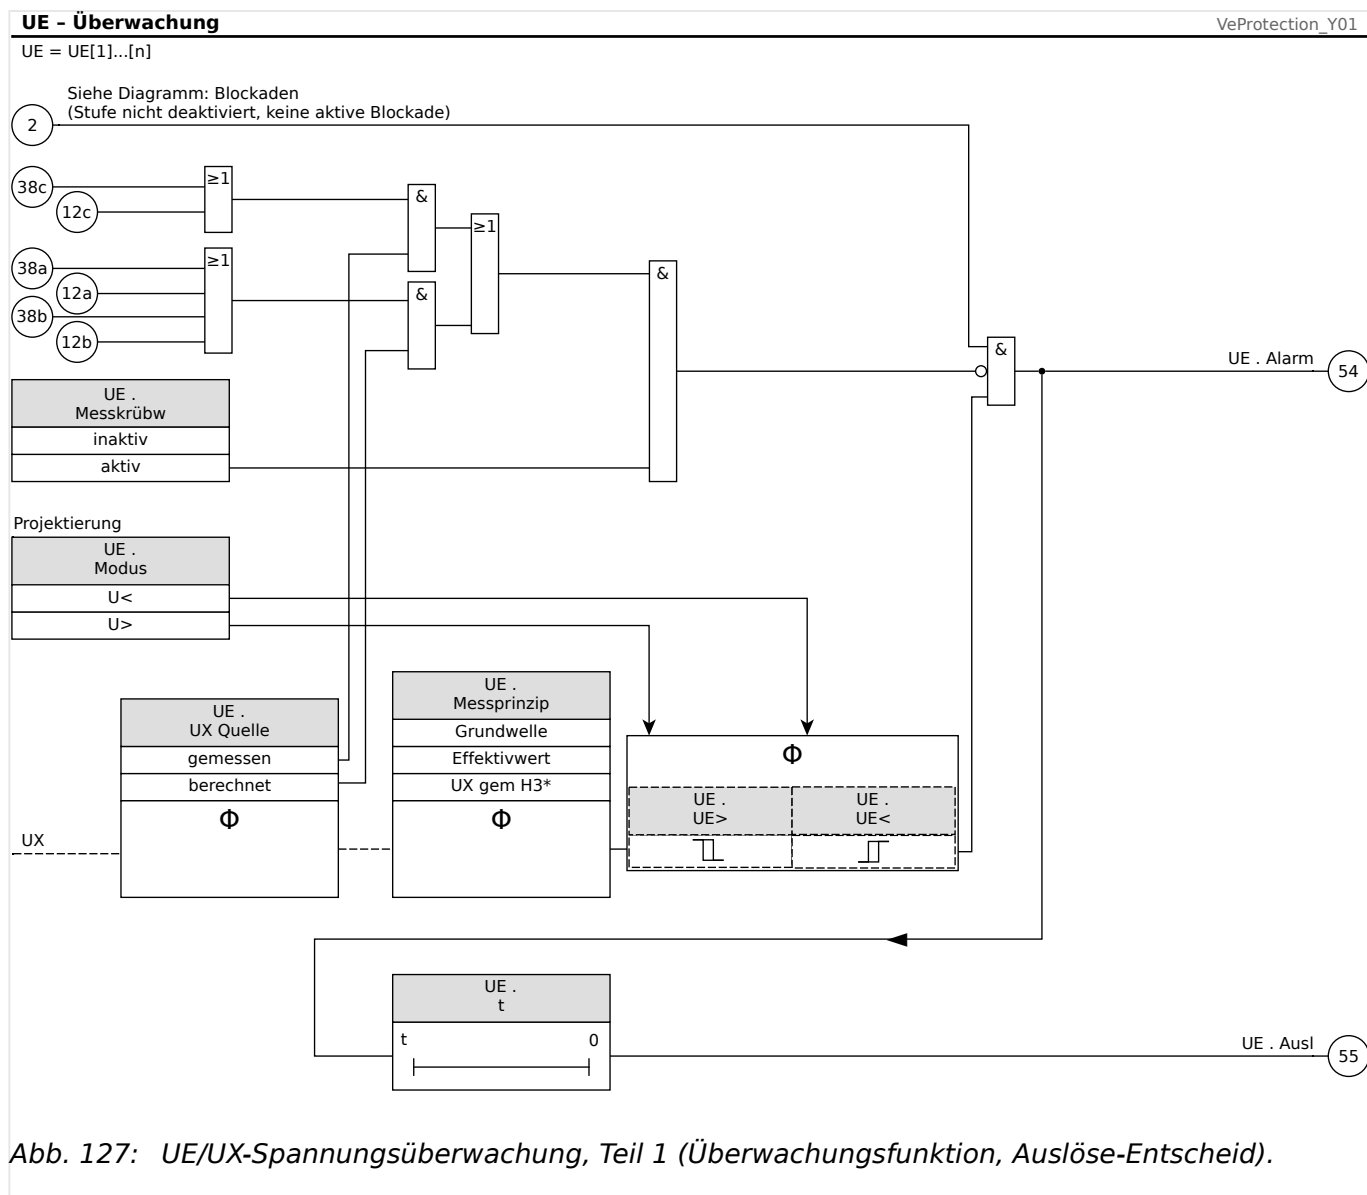 UE – Überwachung
VeProtection_Y01
UE = UE[1]...[n]
Siehe Diagramm: Blockaden
(Stufe nicht deaktiviert, keine aktive Blockade)
2
38c
12c
≥1
&
≥1
38a
12a
38b
12b
≥1
&
&
&
UE . Alarm
54
UE .
Messkrübw
inaktiv
aktiv
Projektierung
UE .
Modus
U<
U>
UE .
UX Quelle
gemessen
berechnet
Φ
UX
UE .
Messprinzip
Grundwelle
Effektivwert
UX gem H3*
Φ
Φ
UE .
UE>
UE .
UE<
UE .
t
t
0
UE . Ausl
55
Abb. 127: UE/UX-Spannungsüberwachung, Teil 1 (Überwachungsfunktion, Auslöse-Entscheid).